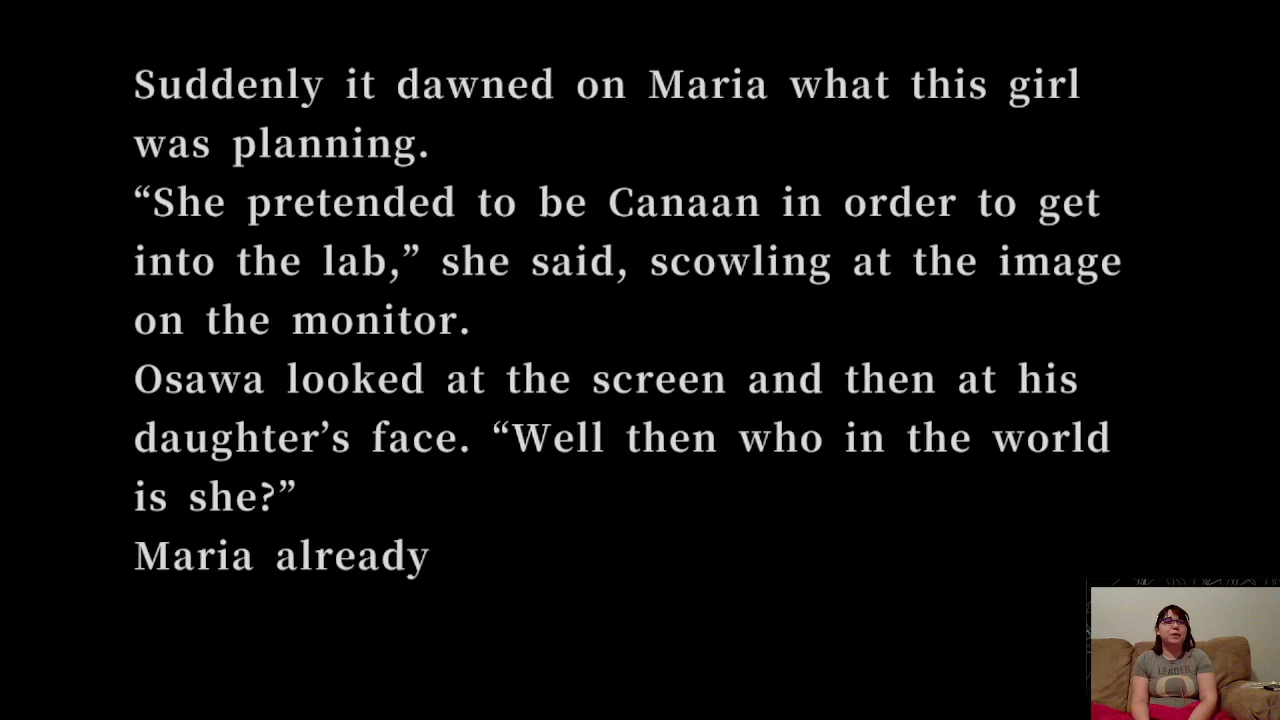 Suddenly it dawned on Maria what this girl
was planning.
“She pretended to be Canaan in order to get
into the lab,” she said, scowling at the image
on the monitor.
Osawa looked at the screen and then at his
daughter’s face. “Well then who in the world
is she?”
Maria already
LEADER